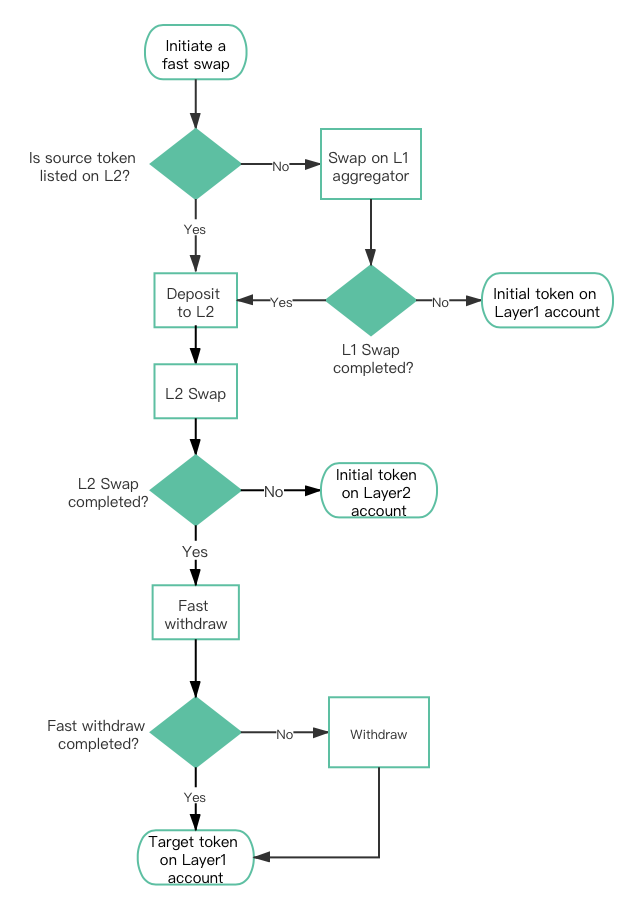 Initiate a
fast swap
Is source token
listed on L2?
No
Swap on L1
aggregator
Yes
Deposit
to L2
Yes
No
Initial token on
Layer1 account
L1 Swap
completed?
L2 Swap
L2 Swap
completed?
No
Initial token
on Layer2
account
Yes
Fast
withdraw
Fast withdraw
completed?
No
Withdraw
Yes
Target token
on Layer1
account